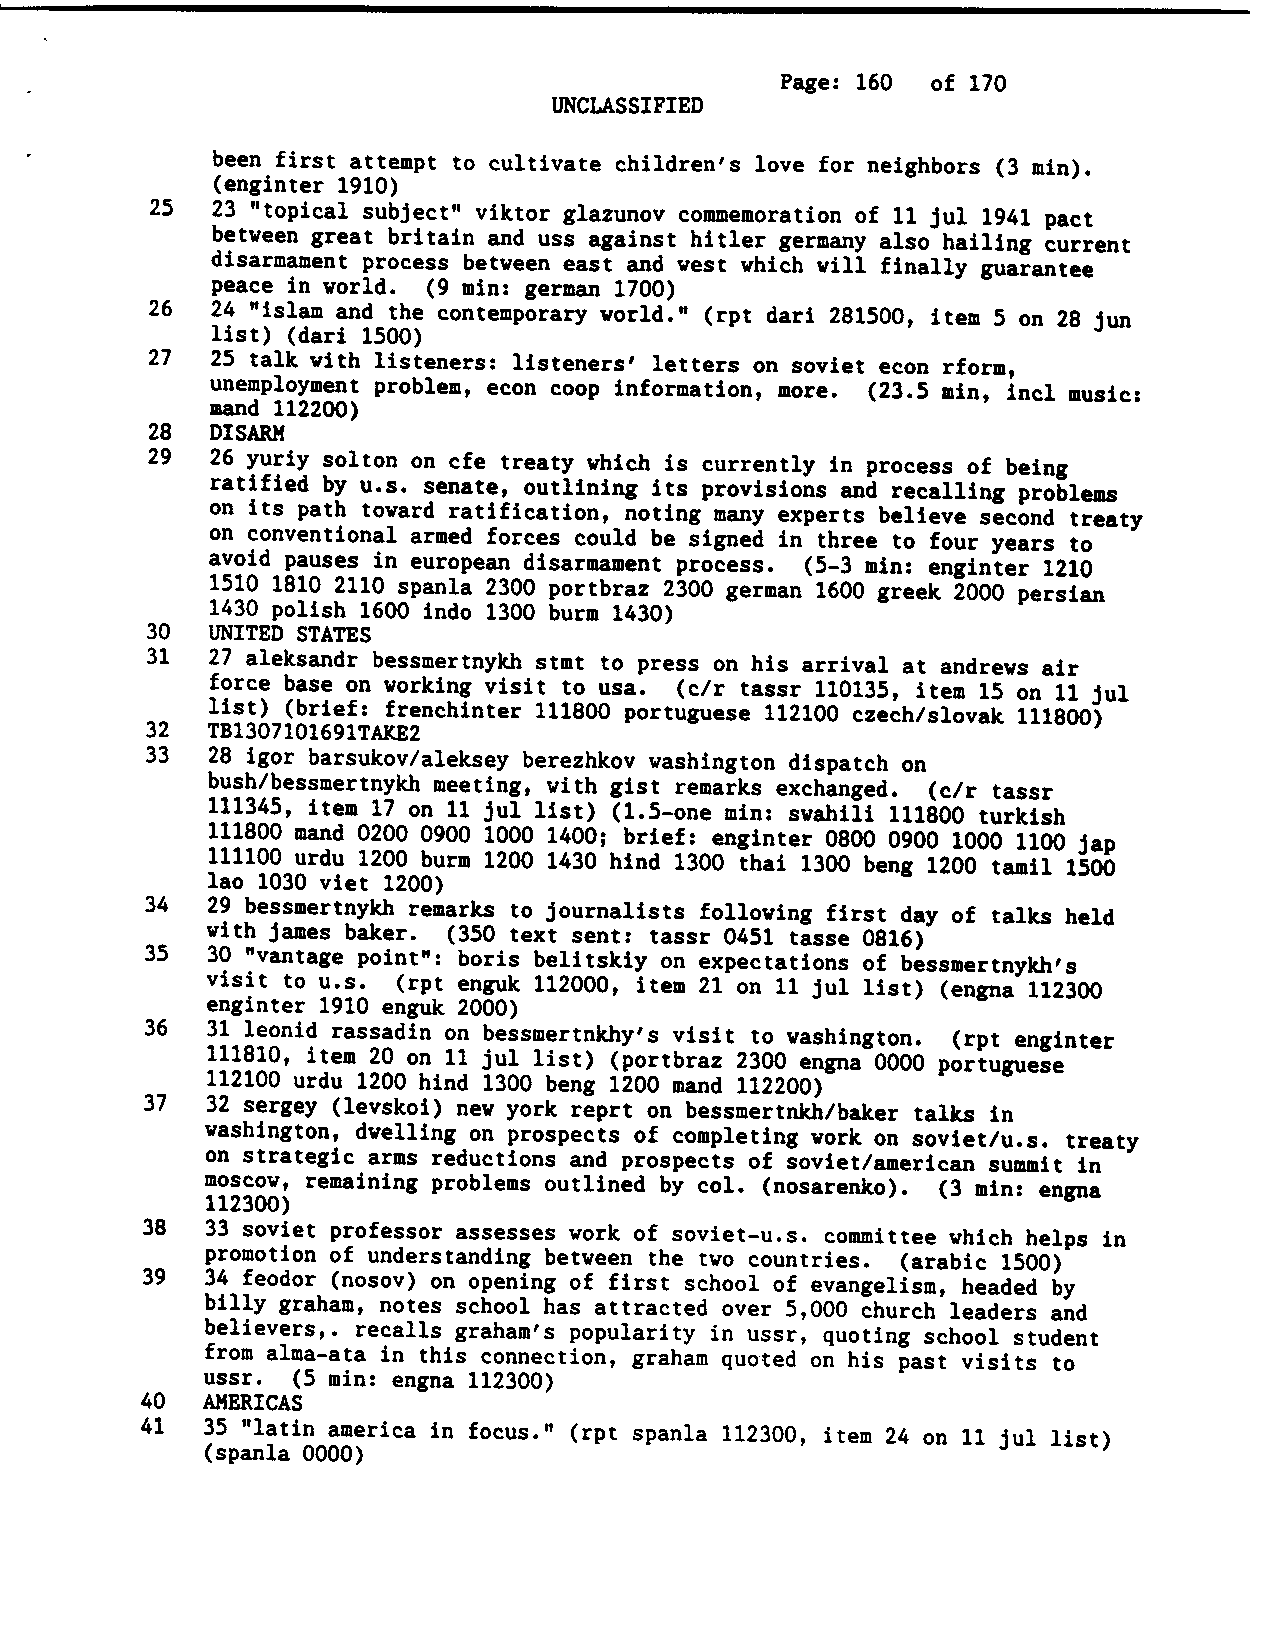 Page: 160 of 170
UNCLASSIFIED
been first attempt to cultivate children's love for neighbors (3 min).
(enginter 1910)
25 23 "topical subject" viktor glazunov commemoration of 11 jul 1941 pact
between great britain and uss against hitler germany also hailing current
disarmament process between east and west which will finally guarantee
peace in world. (9 min: german 1700)
26 24 "islam and the contemporary world." (rpt dari 281500, item 5 on 28 jun
list) (dari 1500)
27 25 talk with listeners: listeners' letters on soviet econ rform,
unemployment problem, econ coop information, more. (23.5 min, incl music:
mand 112200)
28 DISARM
29 26 yuriy solton on cfe treaty which is currently in process of being
ratified by u.s. senate, outlining its provisions and recalling problems
on its path toward ratification, noting many experts believe second treaty
on conventional armed forces could be signed in three to four years to
avoid pauses in european disarmament process. (5-3 min: enginter 1210
1510 1810 2110 spanla 2300 portbraz 2300 german 1600 greek 2000 persian
1430 polish 1600 indo 1300 burm 1430)
30 UNITED STATES
31 27 aleksandr bessmertnykh stmt to press on his arrival at andrews air
force base on working visit to usa. (c/r tassr 110135, item 15 on 11 jul
list) (brief: frenchinter 111800 portuguese 112100 czech/slovak 111800)
32 TB1307101691TAKE2
33 28 igor barsukov/aleksey berezhkov washington dispatch on
bush/bessmertnykh meeting, with gist remarks exchanged. (c/r tassr
111345, item 17 on 11 jul list) (1.5-one min: swahili 111800 turkish
111800 mand 0200 0900 1000 1400; brief: enginter 0800 0900 1000 1100 jap
111100 urdu 1200 burm 1200 1430 hind 1300 thai 1300 beng 1200 tamil 1500
lao 1030 viet 1200)
34 29 bessmertnykh remarks to journalists following first day of talks held
with james baker. (350 text sent: tassr 0451 tasse 0816)
35 30 "vantage point": boris belitskiy on expectations of bessmertnykh's
visit to u.s. (rpt enguk 112000, item 21 on 11 jul list) (engna 112300
enginter 1910 enguk 2000)
36 31 leonid rassadin on bessmertnkhy's visit to washington. (rpt enginter
111810, item 20 on 11 jul list) (portbraz 2300 engna 0000 portuguese
112100 urdu 1200 hind 1300 beng 1200 mand 112200)
37 32 sergey (levskoi) new york reprt on bessmertnkh/baker talks in
washington, dwelling on prospects of completing work on soviet/u.s. treaty
on strategic arms reductions and prospects of soviet/american summit in
moscow, remaining problems outlined by col. (nosarenko). (3 min: engna
112300)
38 33 soviet professor assesses work of soviet-u.s. committee which helps in
promotion of understanding between the two countries. (arabic 1500)
39 34 feodor (nosov) on opening of first school of evangelism, headed by
billy graham, notes school has attracted over 5,000 church leaders and
believers,. recalls graham's popularity in ussr, quoting school student
from alma-ata in this connection, graham quoted on his past visits to
ussr. (5 min: engna 112300)
40 AMERICAS
41 35 "latin america in focus." (rpt spanla 112300, item 24 on 11 jul list)
(spanla 0000)